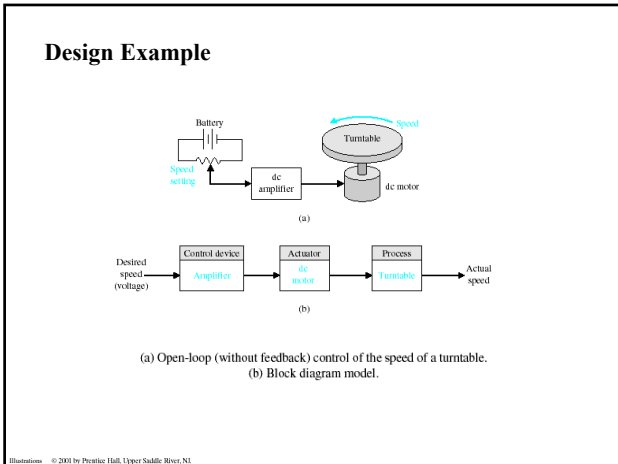 Design Example
Battery
Speed
Turntable
Speed
setting
dc
amplifier
dc motor
(a)
Control device
Actuator
Process
Desired
speed
(voltage)
Amplifier
dc
motor
Turntable
Actual
speed
(b)
(a) Open-loop (without feedback) control of the speed of a turntable.
(b) Block diagram model.
Illustrations © 2001 by Prentice Hall, Upper Saddle River, NJ.